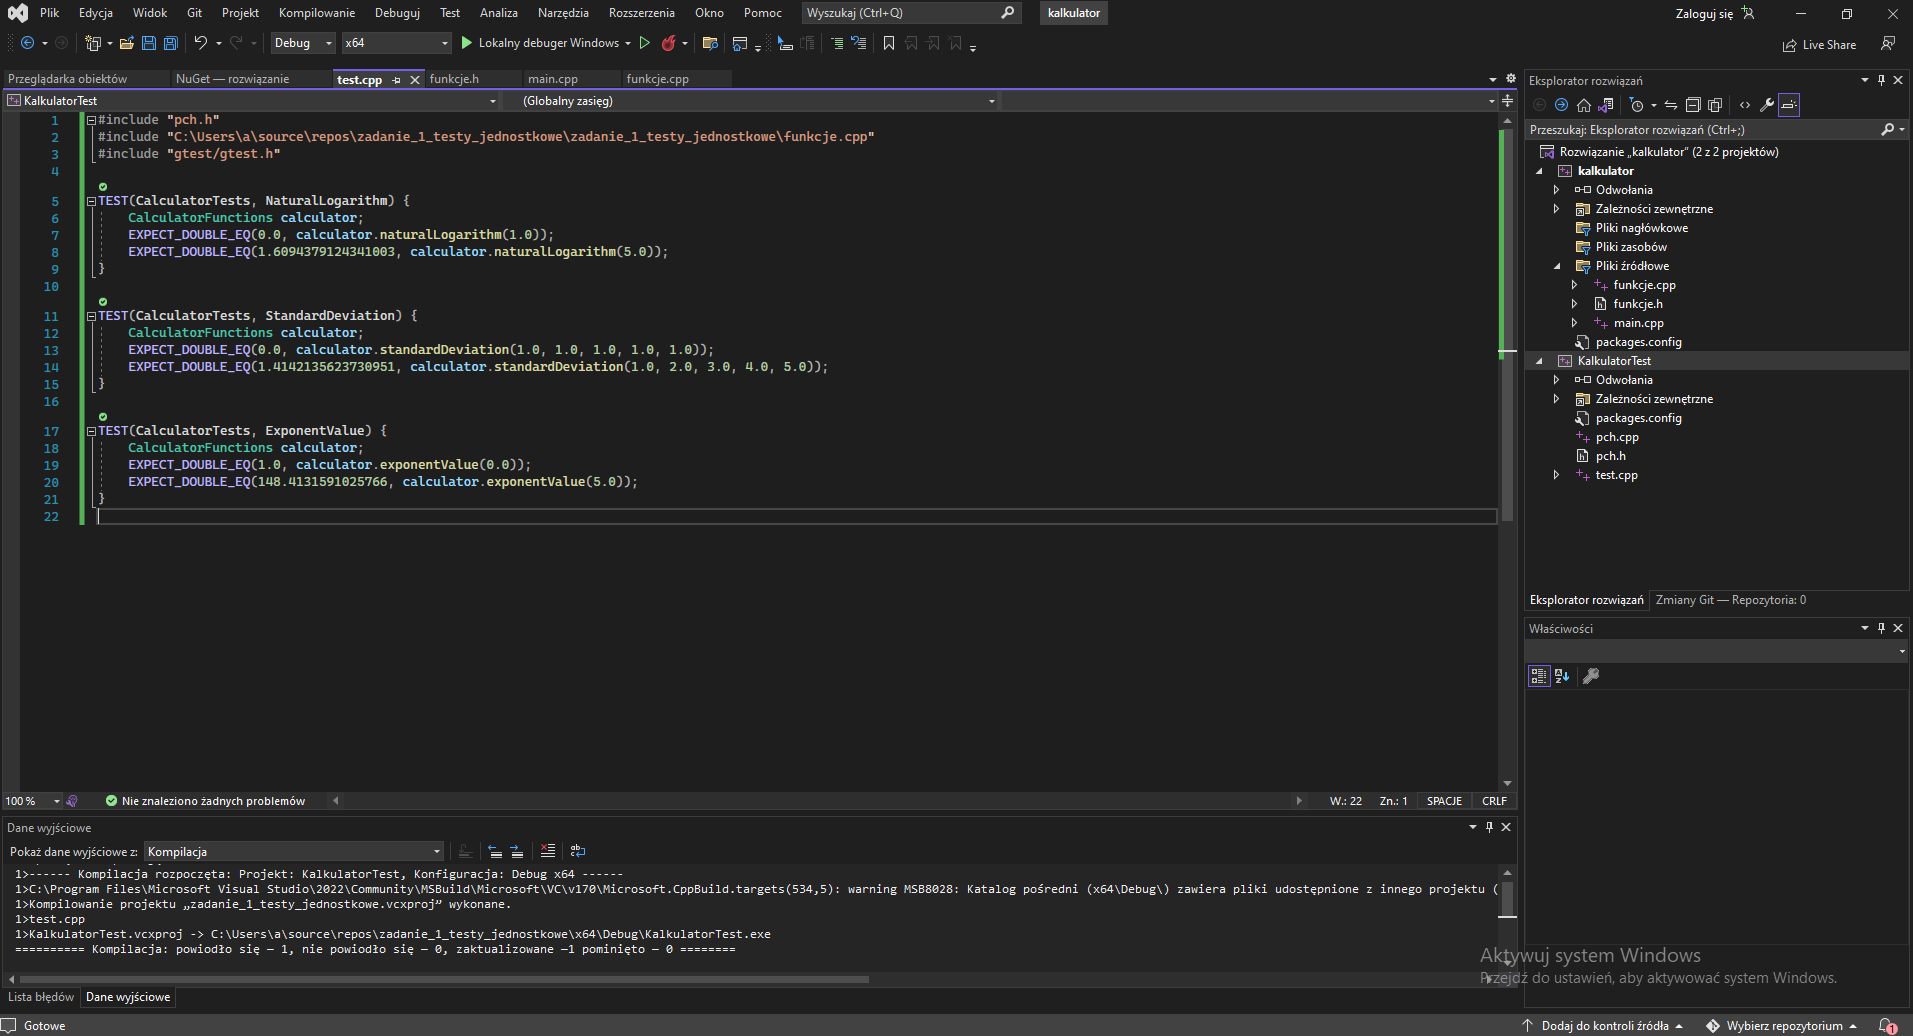 Plik Edycja Widok Git Projekt Kompilowanie Debuguj Test Analiza Narzędzia Rozszerzenia Okno Pomoc Wyszukaj (Ctrl+Q) kalkulator Zaloguj się
Debug x64 Lokalny debuger Windows Live Share
Przeglądarka obiektów NuGet — rozwiązanie test.cpp funkcje.h main.cpp funkcje.cpp
KalkulatorTest (Globalny zasięg)
1 #include "pch.h"
2 #include "C:\Users\a\source\repos\zadanie_1_testy_jednostkowe\zadanie_1_testy_jednostkowe\funkcje.cpp"
3 #include "gtest/gtest.h"
4
5 TEST(CalculatorTests, NaturalLogarithm) {
6 CalculatorFunctions calculator;
7 EXPECT_DOUBLE_EQ(0.0, calculator.naturalLogarithm(1.0));
8 EXPECT_DOUBLE_EQ(1.6094379124341003, calculator.naturalLogarithm(5.0));
9 }
10
11 TEST(CalculatorTests, StandardDeviation) {
12 CalculatorFunctions calculator;
13 EXPECT_DOUBLE_EQ(0.0, calculator.standardDeviation(1.0, 1.0, 1.0, 1.0, 1.0));
14 EXPECT_DOUBLE_EQ(1.4142135623730951, calculator.standardDeviation(1.0, 2.0, 3.0, 4.0, 5.0));
15 }
16
17 TEST(CalculatorTests, ExponentValue) {
18 CalculatorFunctions calculator;
19 EXPECT_DOUBLE_EQ(1.0, calculator.exponentValue(0.0));
20 EXPECT_DOUBLE_EQ(148.4131591025766, calculator.exponentValue(5.0));
21 }
22
100 % Nie znaleziono żadnych problemów W.: 22 Zn.: 1 SPACJE CRLF
Dane wyjściowe
Pokaż dane wyjściowe z: Kompilacja
1>------ Kompilacja rozpoczęta: Projekt: KalkulatorTest, Konfiguracja: Debug x64 ------
1>C:\Program Files\Microsoft Visual Studio\2022\Community\MSBuild\Microsoft\VC\v170\Microsoft.CppBuild.targets(534,5): warning MSB8028: Katalog pośredni (x64\Debug\) zawiera pliki udostępnione z innego projektu (
1>Kompilowanie projektu „zadanie_1_testy_jednostkowe.vcxproj” wykonane.
1>test.cpp
1>KalkulatorTest.vcxproj -> C:\Users\a\source\repos\zadanie_1_testy_jednostkowe\x64\Debug\KalkulatorTest.exe
========== Kompilacja: powiodło się — 1, nie powiodło się — 0, zaktualizowane —1 pominięto — 0 ========
Lista błędów Dane wyjściowe
Eksplorator rozwiązań
Przeszukaj: Eksplorator rozwiązań (Ctrl+;)
Rozwiązanie „kalkulator” (2 z 2 projektów)
kalkulator
Odwołania
Zależności zewnętrzne
Pliki nagłówkowe
Pliki zasobów
Pliki źródłowe
funkcje.cpp
funkcje.h
main.cpp
packages.config
KalkulatorTest
Odwołania
Zależności zewnętrzne
packages.config
pch.cpp
pch.h
test.cpp
Eksplorator rozwiązań Zmiany Git — Repozytoria: 0
Właściwości
Aktywuj system Windows
Przejdź do ustawień, aby aktywować system Windows.
Gotowe Dodaj do kontroli źródła Wybierz repozytorium 1